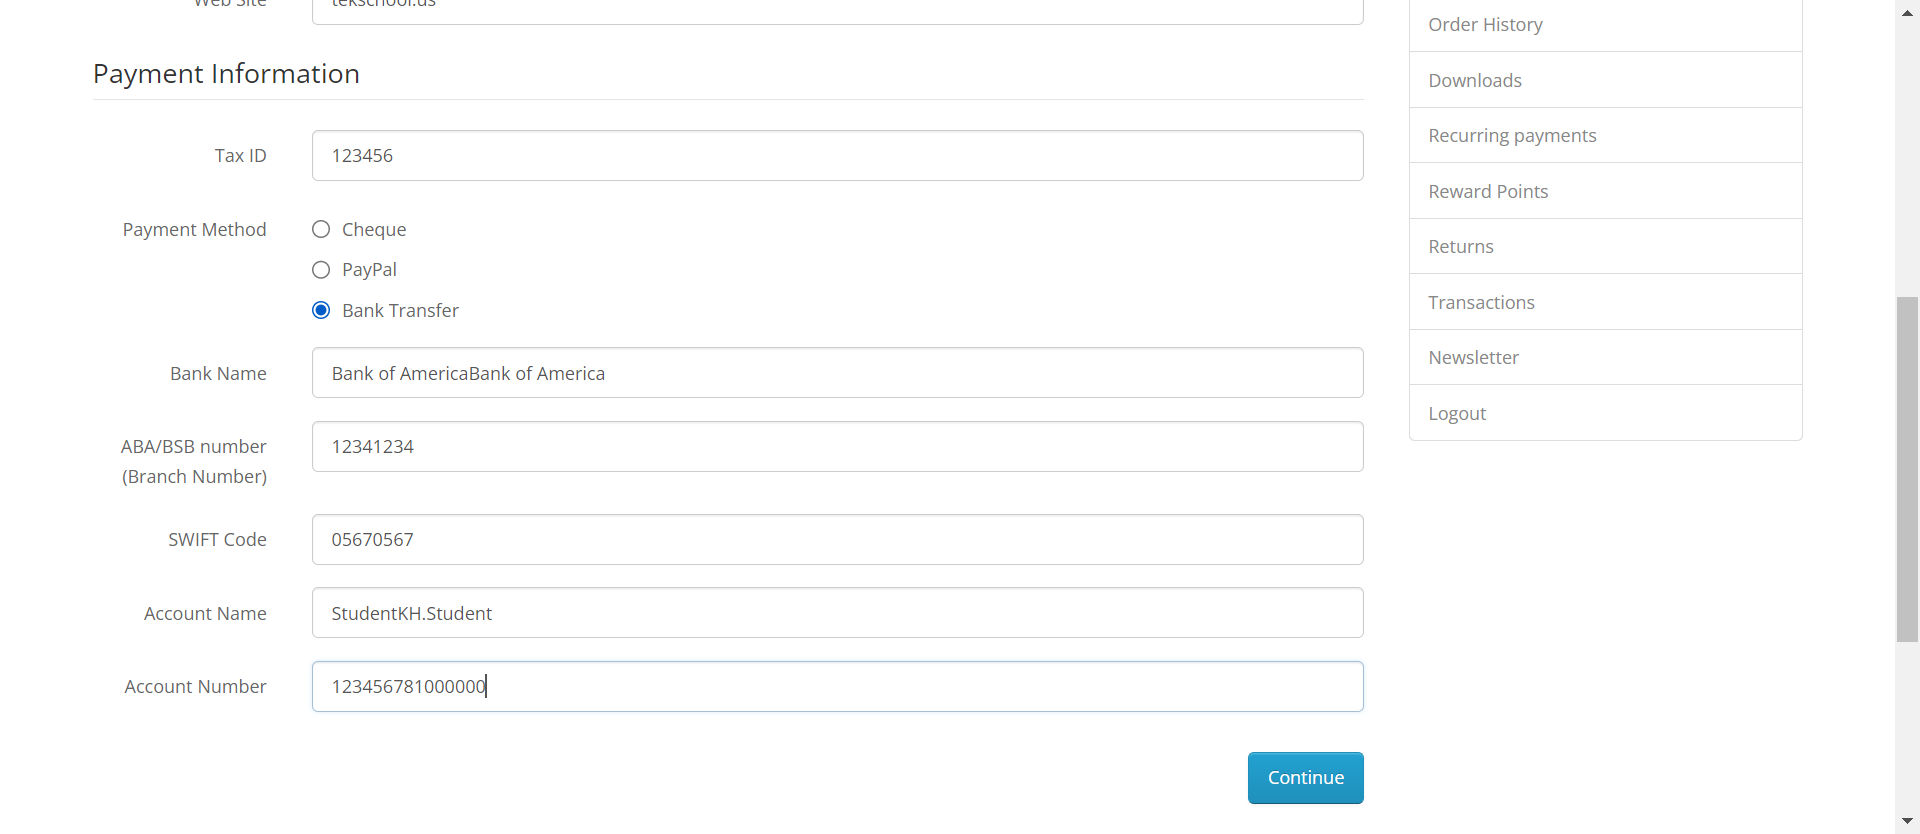 Web Site
tekschool.us
Payment Information
Tax ID
123456
Payment Method
Cheque
PayPal
Bank Transfer
Bank Name
Bank of AmericaBank of America
ABA/BSB number
(Branch Number)
12341234
SWIFT Code
05670567
Account Name
StudentKH.Student
Account Number
123456781000000
Continue
Order History
Downloads
Recurring payments
Reward Points
Returns
Transactions
Newsletter
Logout